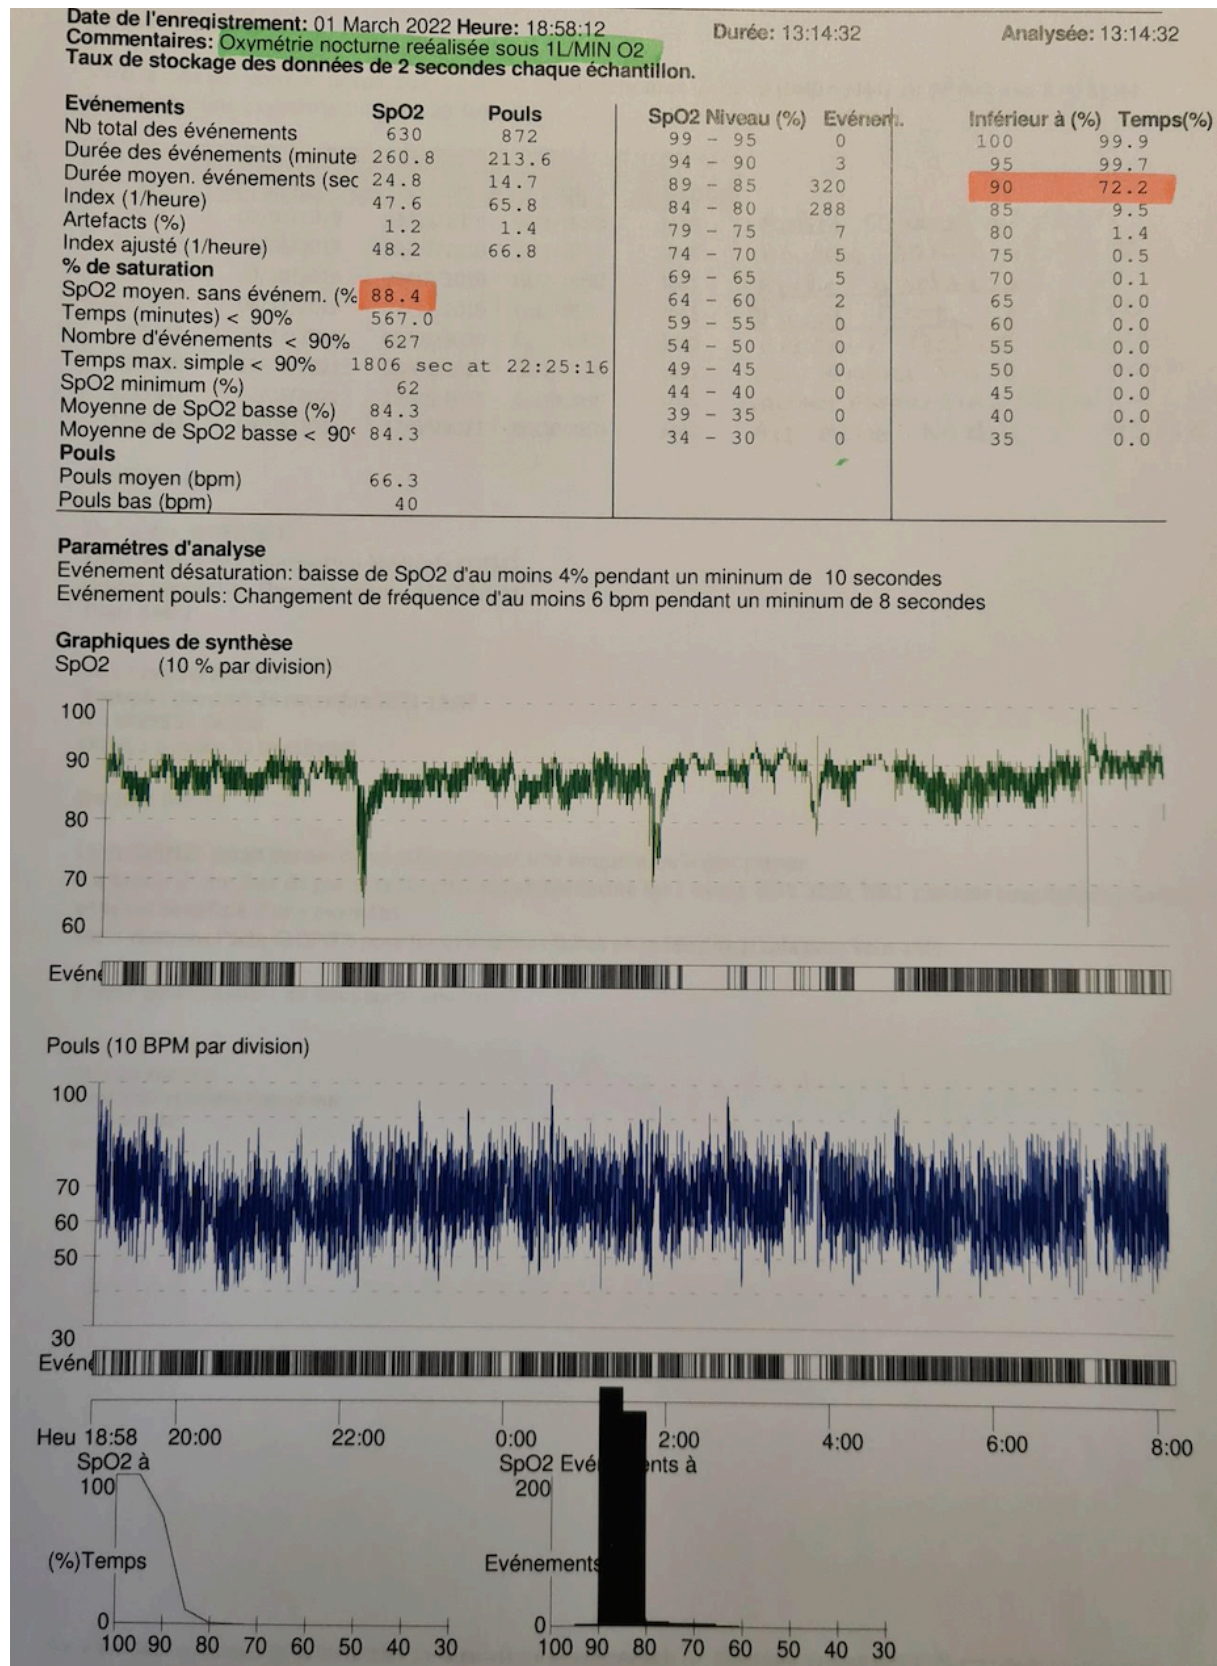 Date de l'enregistrement: 01 March 2022 Heure: 18:58:12 Durée: 13:14:32 Analysée: 13:14:32
Commentaires: Oxymétrie nocturne reéalisée sous 1L/MIN O2
Taux de stockage des données de 2 secondes chaque échantillon.
Evénements SpO2 Pouls
Nb total des événements 630 872
Durée des événements (minute 260.8 213.6
Durée moyen. événements (sec 24.8 14.7
Index (1/heure) 47.6 65.8
Artefacts (%) 1.2 1.4
Index ajusté (1/heure) 48.2 66.8
% de saturation
SpO2 moyen. sans événem. (% 88.4
Temps (minutes) < 90% 567.0
Nombre d'événements < 90% 627
Temps max. simple < 90% 1806 sec at 22:25:16
SpO2 minimum (%) 62
Moyenne de SpO2 basse (%) 84.3
Moyenne de SpO2 basse < 90% 84.3
Pouls
Pouls moyen (bpm) 66.3
Pouls bas (bpm) 40
SpO2 Niveau (%) Evénem.
99 - 95 0
94 - 90 3
89 - 85 320
84 - 80 288
79 - 75 7
74 - 70 5
69 - 65 5
64 - 60 2
59 - 55 0
54 - 50 0
49 - 45 0
44 - 40 0
39 - 35 0
34 - 30 0
Inférieur à (%) Temps(%)
100 99.9
95 99.7
90 72.2
85 9.5
80 1.4
75 0.5
70 0.1
65 0.0
60 0.0
55 0.0
50 0.0
45 0.0
40 0.0
35 0.0
Paramétres d'analyse
Evénement désaturation: baisse de SpO2 d'au moins 4% pendant un mininum de 10 secondes
Evénement pouls: Changement de fréquence d'au moins 6 bpm pendant un mininum de 8 secondes
Graphiques de synthèse
SpO2 (10 % par division)
100
90
80
70
60
Evéne
Pouls (10 BPM par division)
100
70
60
50
30
Evéne
Heu 18:58 20:00 22:00 0:00 2:00 4:00 6:00 8:00
SpO2 à
100
(%)Temps
0
100 90 80 70 60 50 40 30
SpO2 Evé ents à
200
Evénements
0
100 90 80 70 60 50 40 30